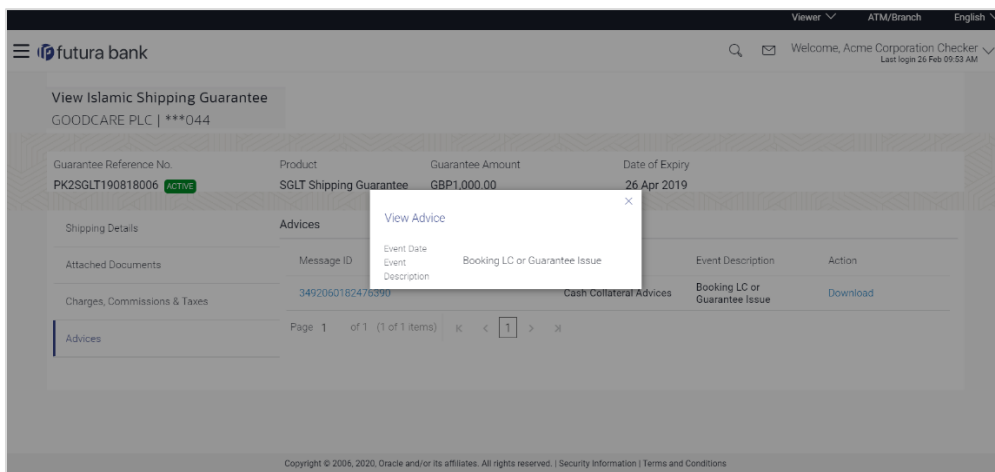 Viewer ATM/Branch English
futura bank
Welcome, Acme Corporation Checker
Last login 26 Feb 09:53 AM
View Islamic Shipping Guarantee
GOODCARE PLC | ***044
Guarantee Reference No. Product Guarantee Amount Date of Expiry
PK2SGLT190818006 ACTIVE SGLT Shipping Guarantee GBP1,000.00 26 Apr 2019
Shipping Details
Attached Documents
Charges, Commissions & Taxes
Advices
Advices
Message ID Event Description Action
3492060182476390 Cash Collateral Advices Booking LC or Guarantee Issue Download
Page 1 of 1 (1 of 1 items) 1
View Advice
Event Date
Event Description Booking LC or Guarantee Issue
Copyright © 2006, 2020, Oracle and/or its affiliates. All rights reserved. | Security Information | Terms and Conditions